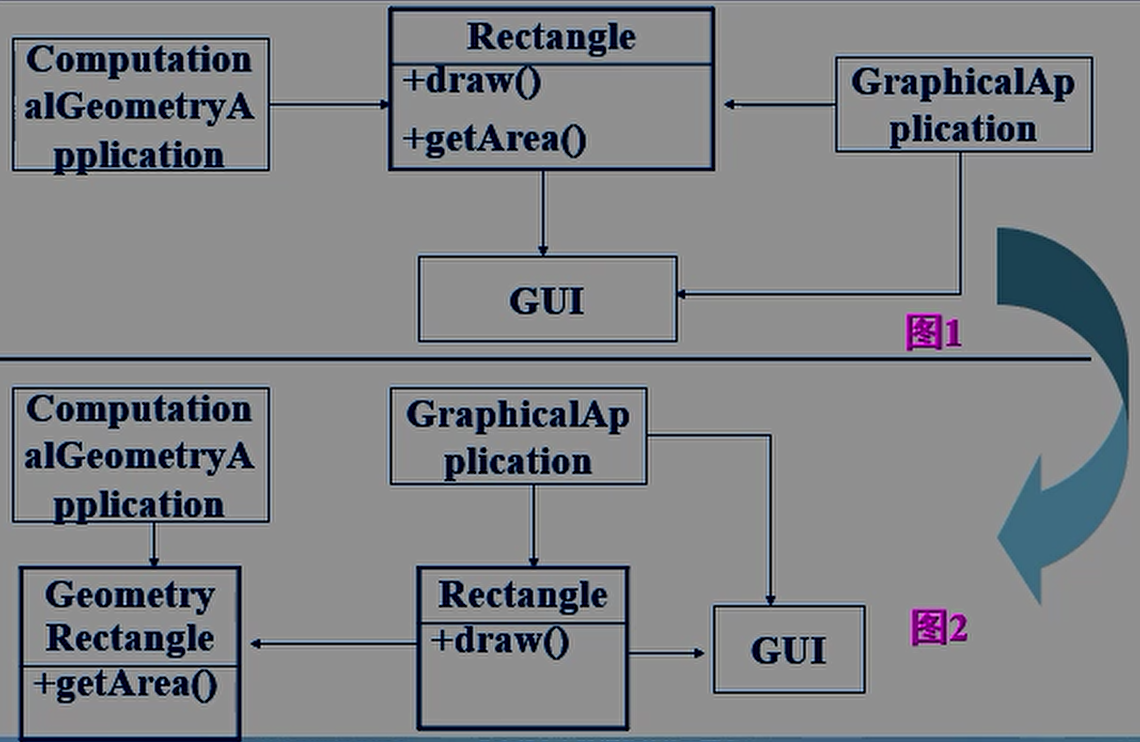 Computation
alGeometryA
pplication
Rectangle
+draw()
+getArea()
GraphicalAp
plication
GUI
图1
Computation
alGeometryA
pplication
GraphicalAp
plication
Geometry
Rectangle
+getArea()
Rectangle
+draw()
GUI
图2